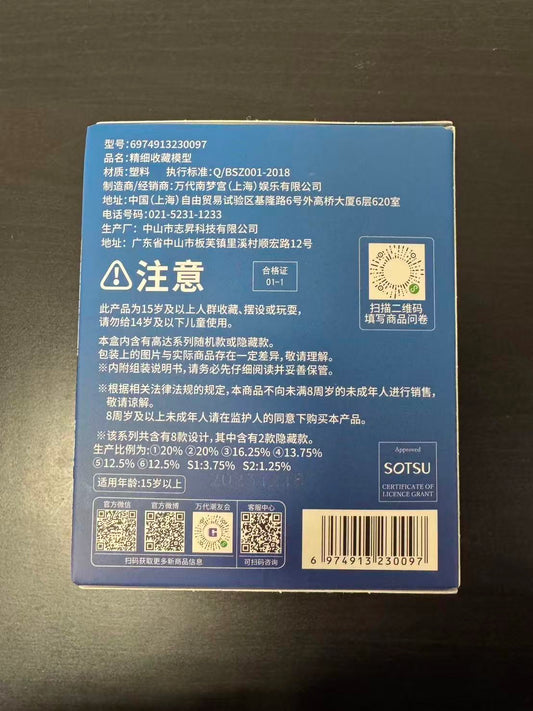 型号:6974913230097
品名:精细收藏模型
材质:塑料 执行标准:Q/BSZ001-2018
制造商/经销商:万代南梦宫(上海)娱乐有限公司
地址:中国(上海)自由贸易试验区基隆路6号外高桥大厦6层620室
电话号码:021-5231-1233
生产厂: 中山市志昇科技有限公司
地址: 广东省中山市板芙镇里溪村顺宏路12号
注意
合格证
01-1
扫描二维码
填写商品问卷
此产品为15岁及以上人群收藏、摆设或玩耍,
请勿给14岁及以下儿童使用。
本盒内含有高达系列随机款或隐藏款。
包装上的图片与实际商品存在一定差异,敬请理解。
※内附组装说明书,请务必先仔细阅读并妥善保管。
※根据相关法律法规的规定,本商品不向未满8周岁的未成年人进行销售,
敬请谅解。
8周岁及以上未成年人请在监护人的同意下购买本产品。
※该系列共含有8款设计,其中含有2款隐藏款。
生产比例为:①20% ②20% ③16.25% ④13.75%
⑤12.5% ⑥12.5% S1:3.75% S2:1.25%
适用年龄:15岁以上
Approved
SOTSU
CERTIFICATE OF
LICENCE GRANT
官方微信 官方微博 万代潮友会 客服中心
扫码获取更多新商品信息 可扫码咨询
6 974913 230097